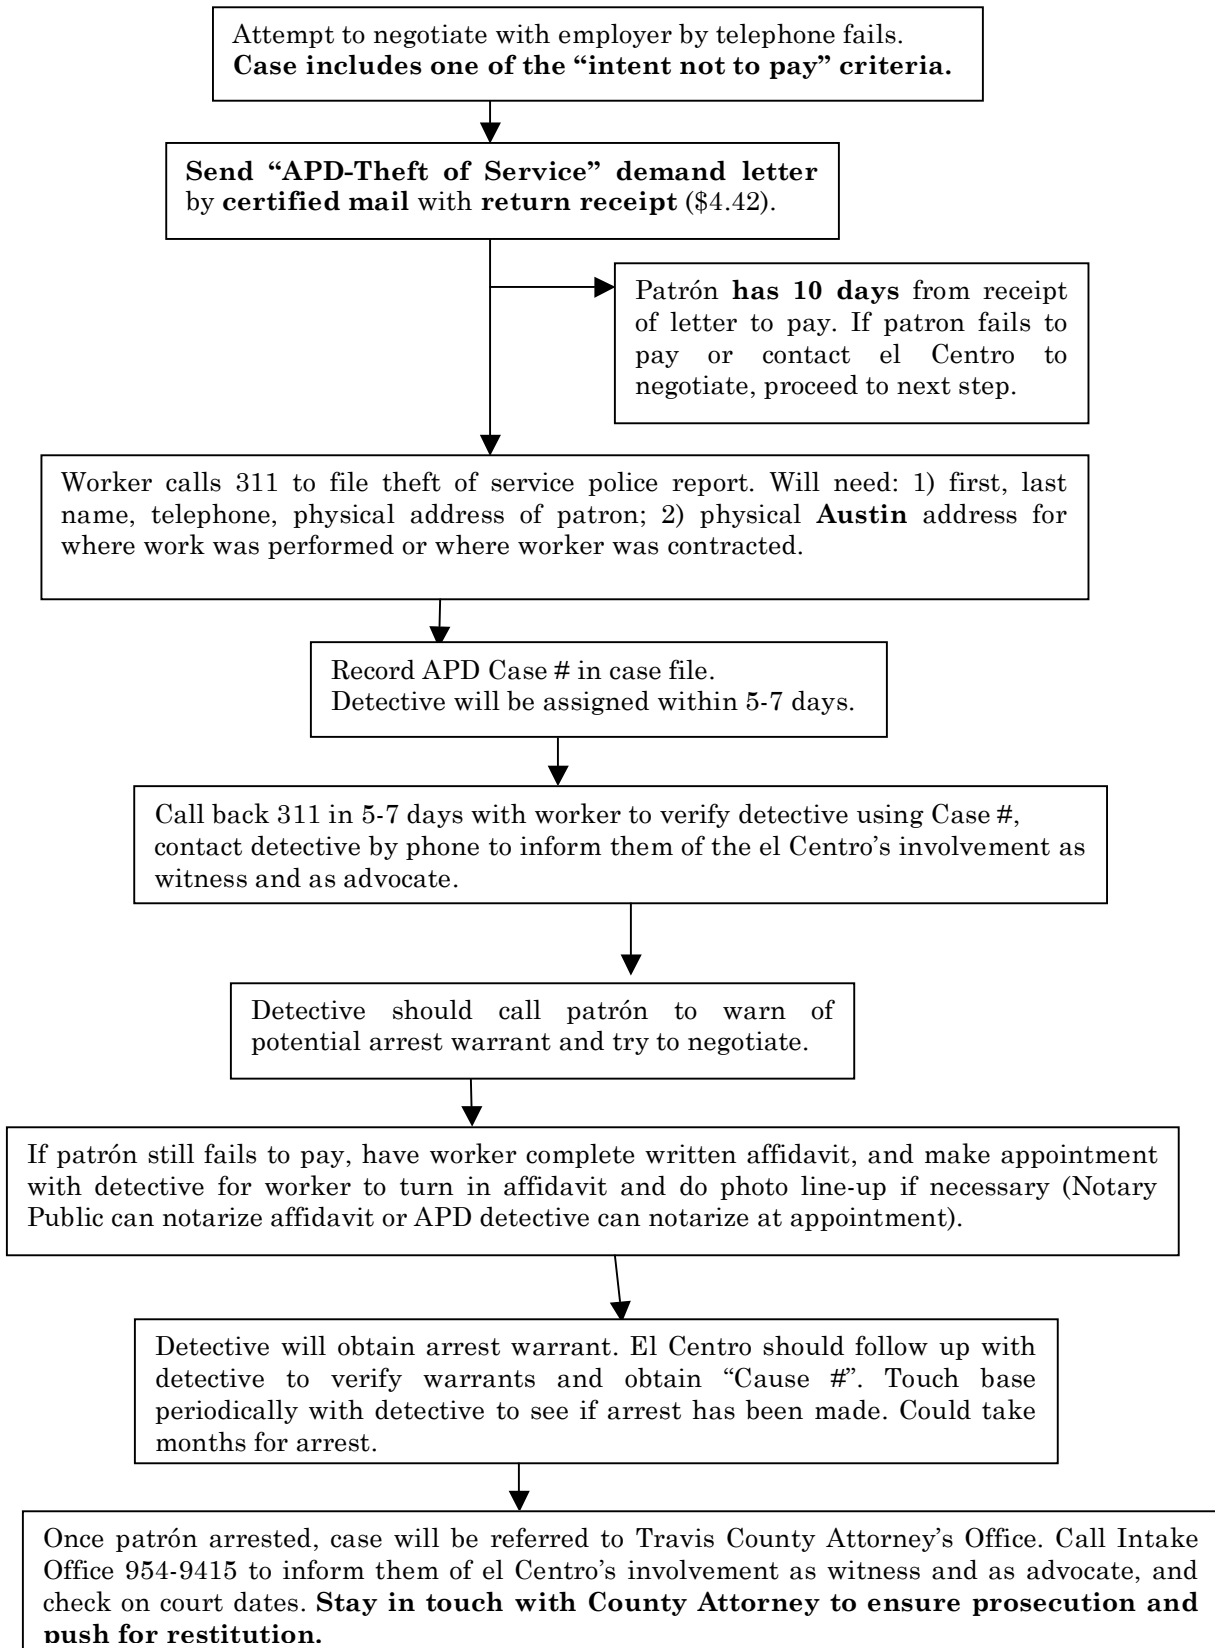 Attempt to negotiate with employer by telephone fails.
Case includes one of the “intent not to pay” criteria.
Send “APD-Theft of Service” demand letter
by certified mail with return receipt ($4.42).
Patrón has 10 days from receipt
of letter to pay. If patron fails to
pay or contact el Centro to
negotiate, proceed to next step.
Worker calls 311 to file theft of service police report. Will need: 1) first, last
name, telephone, physical address of patron; 2) physical Austin address for
where work was performed or where worker was contracted.
Record APD Case # in case file.
Detective will be assigned within 5-7 days.
Call back 311 in 5-7 days with worker to verify detective using Case #,
contact detective by phone to inform them of the el Centro’s involvement as
witness and as advocate.
Detective should call patrón to warn of
potential arrest warrant and try to negotiate.
If patrón still fails to pay, have worker complete written affidavit, and make appointment
with detective for worker to turn in affidavit and do photo line-up if necessary (Notary
Public can notarize affidavit or APD detective can notarize at appointment).
Detective will obtain arrest warrant. El Centro should follow up with
detective to verify warrants and obtain “Cause #”. Touch base
periodically with detective to see if arrest has been made. Could take
months for arrest.
Once patrón arrested, case will be referred to Travis County Attorney’s Office. Call Intake
Office 954-9415 to inform them of el Centro’s involvement as witness and as advocate, and
check on court dates. Stay in touch with County Attorney to ensure prosecution and
push for restitution.